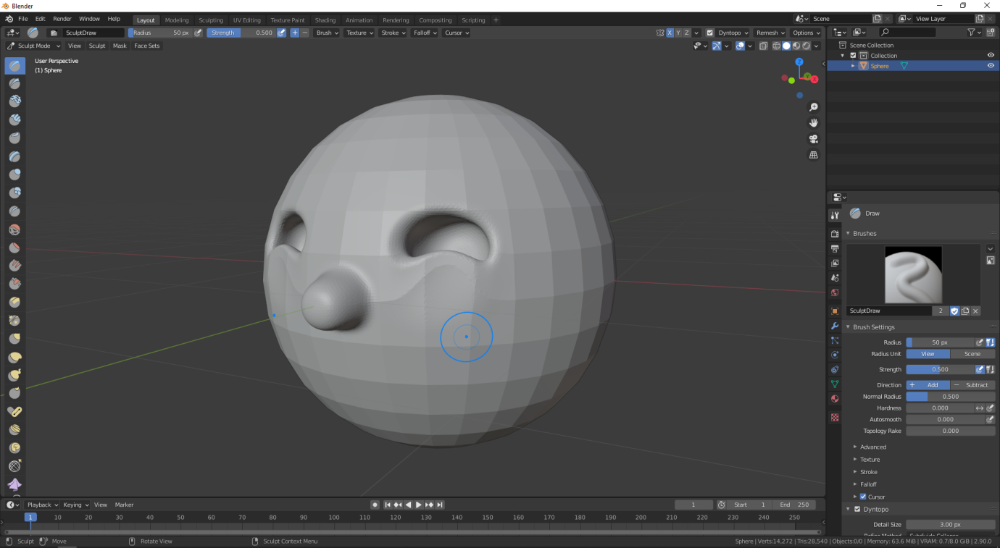 Blender
File Edit Render Window Help Layout Modeling Sculpting UV Editing Texture Paint Shading Animation Rendering Compositing Scripting + Scene View Layer
SculptDraw Radius 50 px Strength 0.500 + − Brush Texture Stroke Falloff Cursor X Y Z Dyntopo Remesh Options
Sculpt Mode View Sculpt Mask Face Sets
User Perspective
(1) Sphere
Z
Y
X
Scene Collection
Collection
Sphere
Draw
Brushes
SculptDraw 2
Brush Settings
Radius 50 px
Radius Unit View Scene
Strength 0.500
Direction + Add − Subtract
Normal Radius 0.500
Hardness 0.000
Autosmooth 0.000
Topology Rake 0.000
Advanced
Texture
Stroke
Falloff
Cursor
Dyntopo
Detail Size 3.00 px
Playback Keying View Marker 1 Start 1 End 250
1 10 20 30 40 50 60 70 80 90 100 110 120 130 140 150 160 170 180 190 200 210 220 230 240 250
Sculpt Move Rotate View Sculpt Context Menu Sphere | Verts:14,272 | Tris:28,540 | Objects:0/0 | Memory: 63.6 MiB | VRAM: 0.7/8.0 GiB | 2.90.0